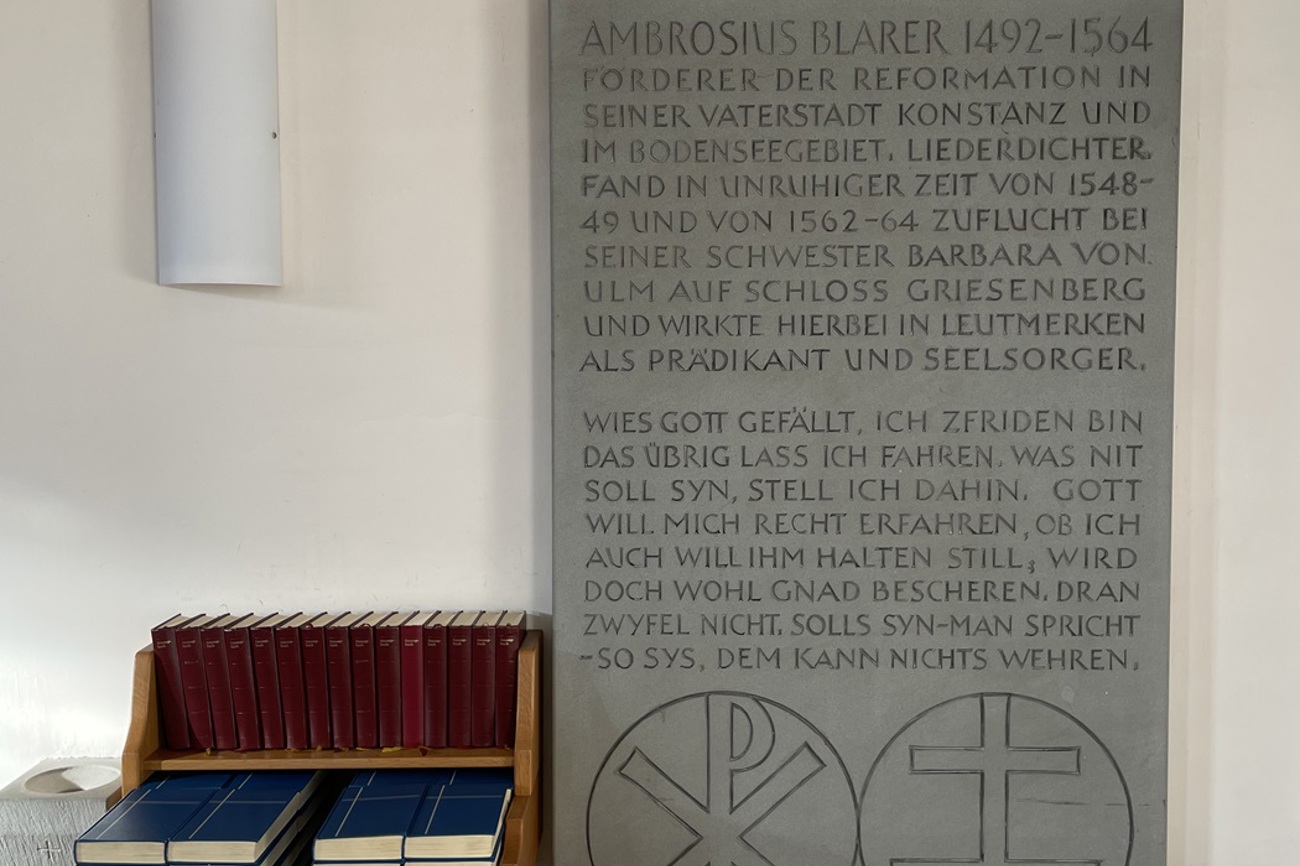 AMBROSIUS BLARER 1492-1564
FÖRDERER DER REFORMATION IN
SEINER VATERSTADT KONSTANZ UND
IM BODENSEEGEBIET. LIEDERDICHTER.
FAND IN UNRUHIGER ZEIT VON 1548-
49 UND VON 1562-64 ZUFLUCHT BEI
SEINER SCHWESTER BARBARA VON
ULM AUF SCHLOSS GRIESENBERG
UND WIRKTE HIERBEI IN LEUTMERKEN
ALS PRÄDIKANT UND SEELSORGER.
WIES GOTT GEFÄLLT, ICH ZFRIDEN BIN
DAS ÜBRIG LASS ICH FAHREN. WAS NIT
SOLL SYN, STELL ICH DAHIN. GOTT
WILL MICH RECHT ERFAHREN, OB ICH
AUCH WILL IHM HALTEN STILL; WIRD
DOCH WOHL GNAD BESCHEREN. DRAN
ZWYFEL NICHT. SOLLS SYN-MAN SPRICHT
-SO SYS, DEM KANN NICHTS WEHREN.